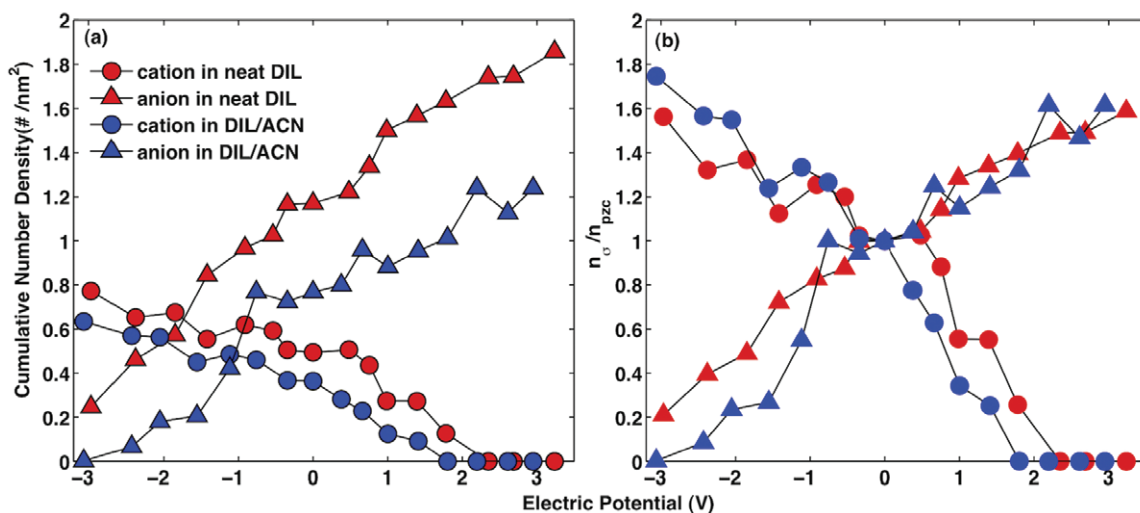 (a)
cation in neat DIL
anion in neat DIL
cation in DIL/ACN
anion in DIL/ACN
Cumulative Number Density(# /nm2)
2
1.8
1.6
1.4
1.2
1
0.8
0.6
0.4
0.2
0
−3 −2 −1 0 1 2 3
(b)
nσ/npzc
2
1.8
1.6
1.4
1.2
1
0.8
0.6
0.4
0.2
0
−3 −2 −1 0 1 2 3
Electric Potential (V)